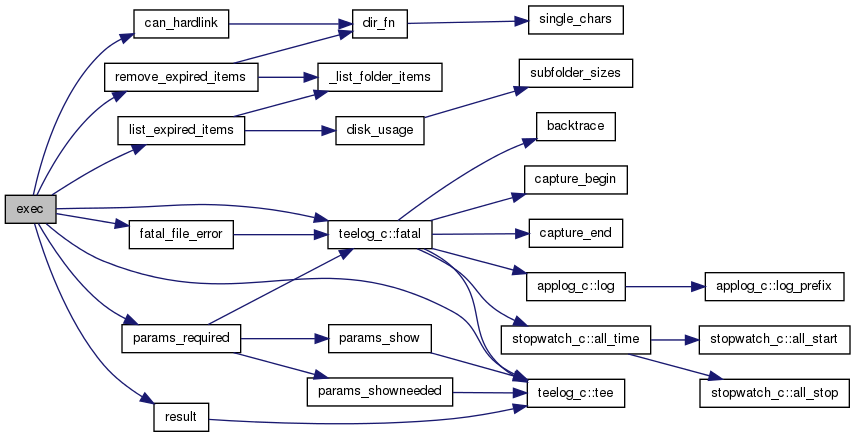 can_hardlink
dir_fn
single_chars
remove_expired_items
_list_folder_items
subfolder_sizes
list_expired_items
disk_usage
backtrace
capture_begin
exec
fatal_file_error
teelog_c::fatal
capture_end
applog_c::log
applog_c::log_prefix
params_required
params_show
stopwatch_c::all_time
stopwatch_c::all_start
params_showneeded
teelog_c::tee
stopwatch_c::all_stop
result